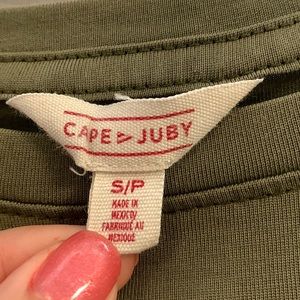 CAPE JUBY
S/P
MADE IN
MEXICO/
FABRIQUÉ AU
MEXIQUE